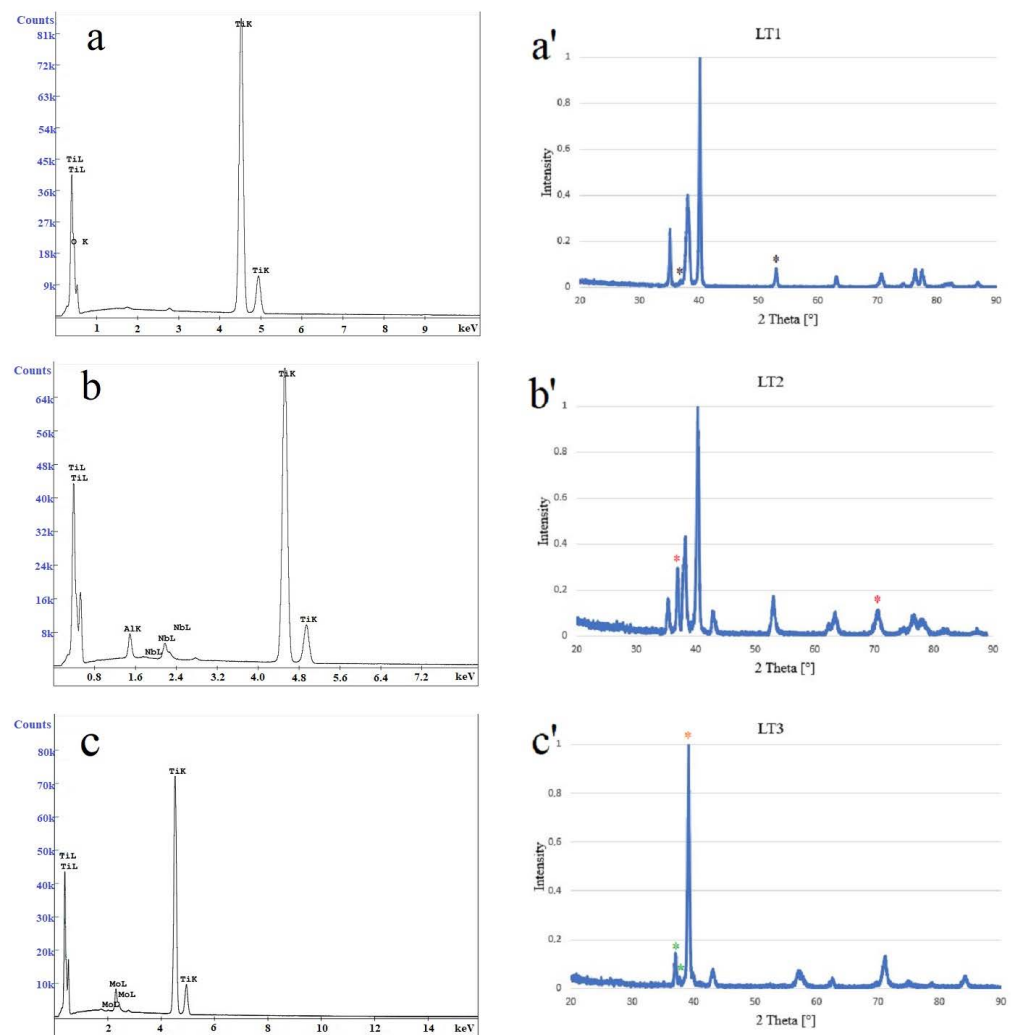 a
Counts
81k
72k
63k
54k
45k
36k
27k
18k
9k
TiL
TiL
O K
TiK
TiK
1 2 3 4 5 6 7 8 9 keV
a'
LT1
Intensity
1
0.8
0.6
0.4
0.2
0
* *
20 30 40 50 60 70 80 90
2 Theta [°]
b
Counts
64k
56k
48k
40k
32k
24k
16k
8k
TiL
TiL
AlK
NbL
NbL
NbL
TiK
TiK
0.8 1.6 2.4 3.2 4.0 4.8 5.6 6.4 7.2 keV
b'
LT2
Intensity
1
0.8
0.6
0.4
0.2
0
* *
20 30 40 50 60 70 80 90
2 Theta [°]
c
Counts
80k
70k
60k
50k
40k
30k
20k
10k
TiL
TiL
MoL
MoL
MoL
TiK
TiK
2 4 6 8 10 12 14 keV
c'
LT3
Intensity
1
0,8
0,6
0,4
0,2
0
*
* *
20 30 40 50 60 70 80 90
2 Theta [°]